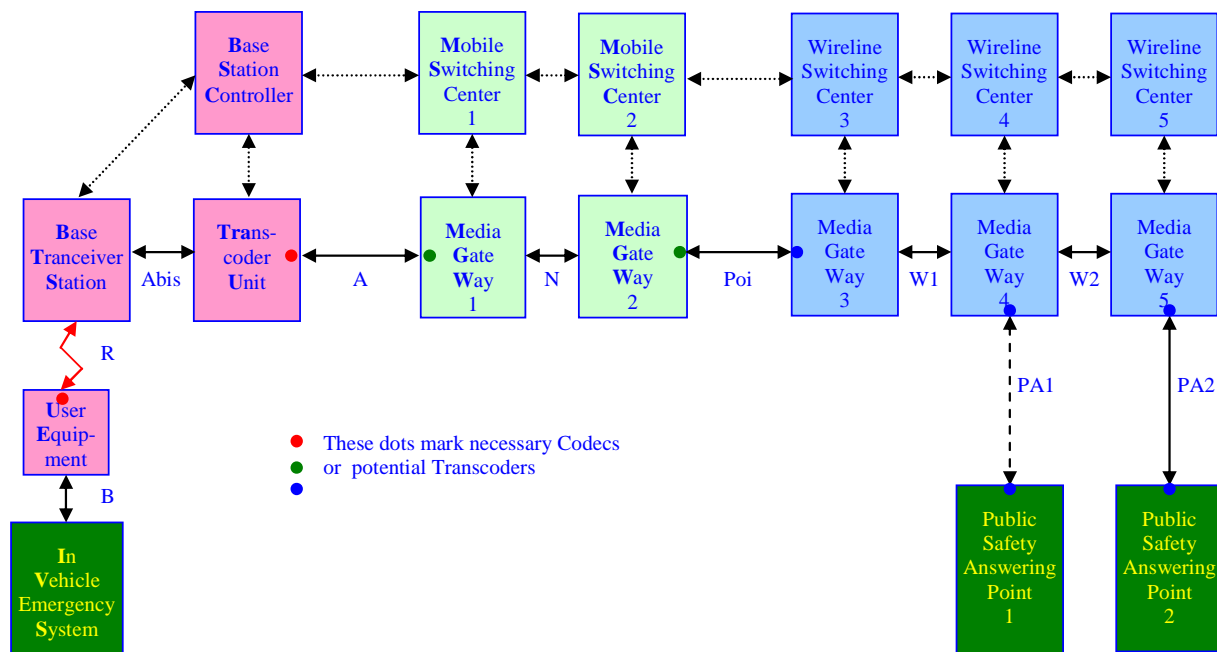 Base
Station
Controller
Mobile
Switching
Center
1
Mobile
Switching
Center
2
Wireline
Switching
Center
3
Wireline
Switching
Center
4
Wireline
Switching
Center
5
Base
Tranceiver
Station
Abis
Trans-
coder
Unit
A
Media
Gate
Way
1
N
Media
Gate
Way
2
Poi
Media
Gate
Way
3
W1
Media
Gate
Way
4
W2
Media
Gate
Way
5
R
PA1
PA2
User
Equip-
ment
These dots mark necessary Codecs
or potential Transcoders
B
In
Vehicle
Emergency
System
Public
Safety
Answering
Point
1
Public
Safety
Answering
Point
2